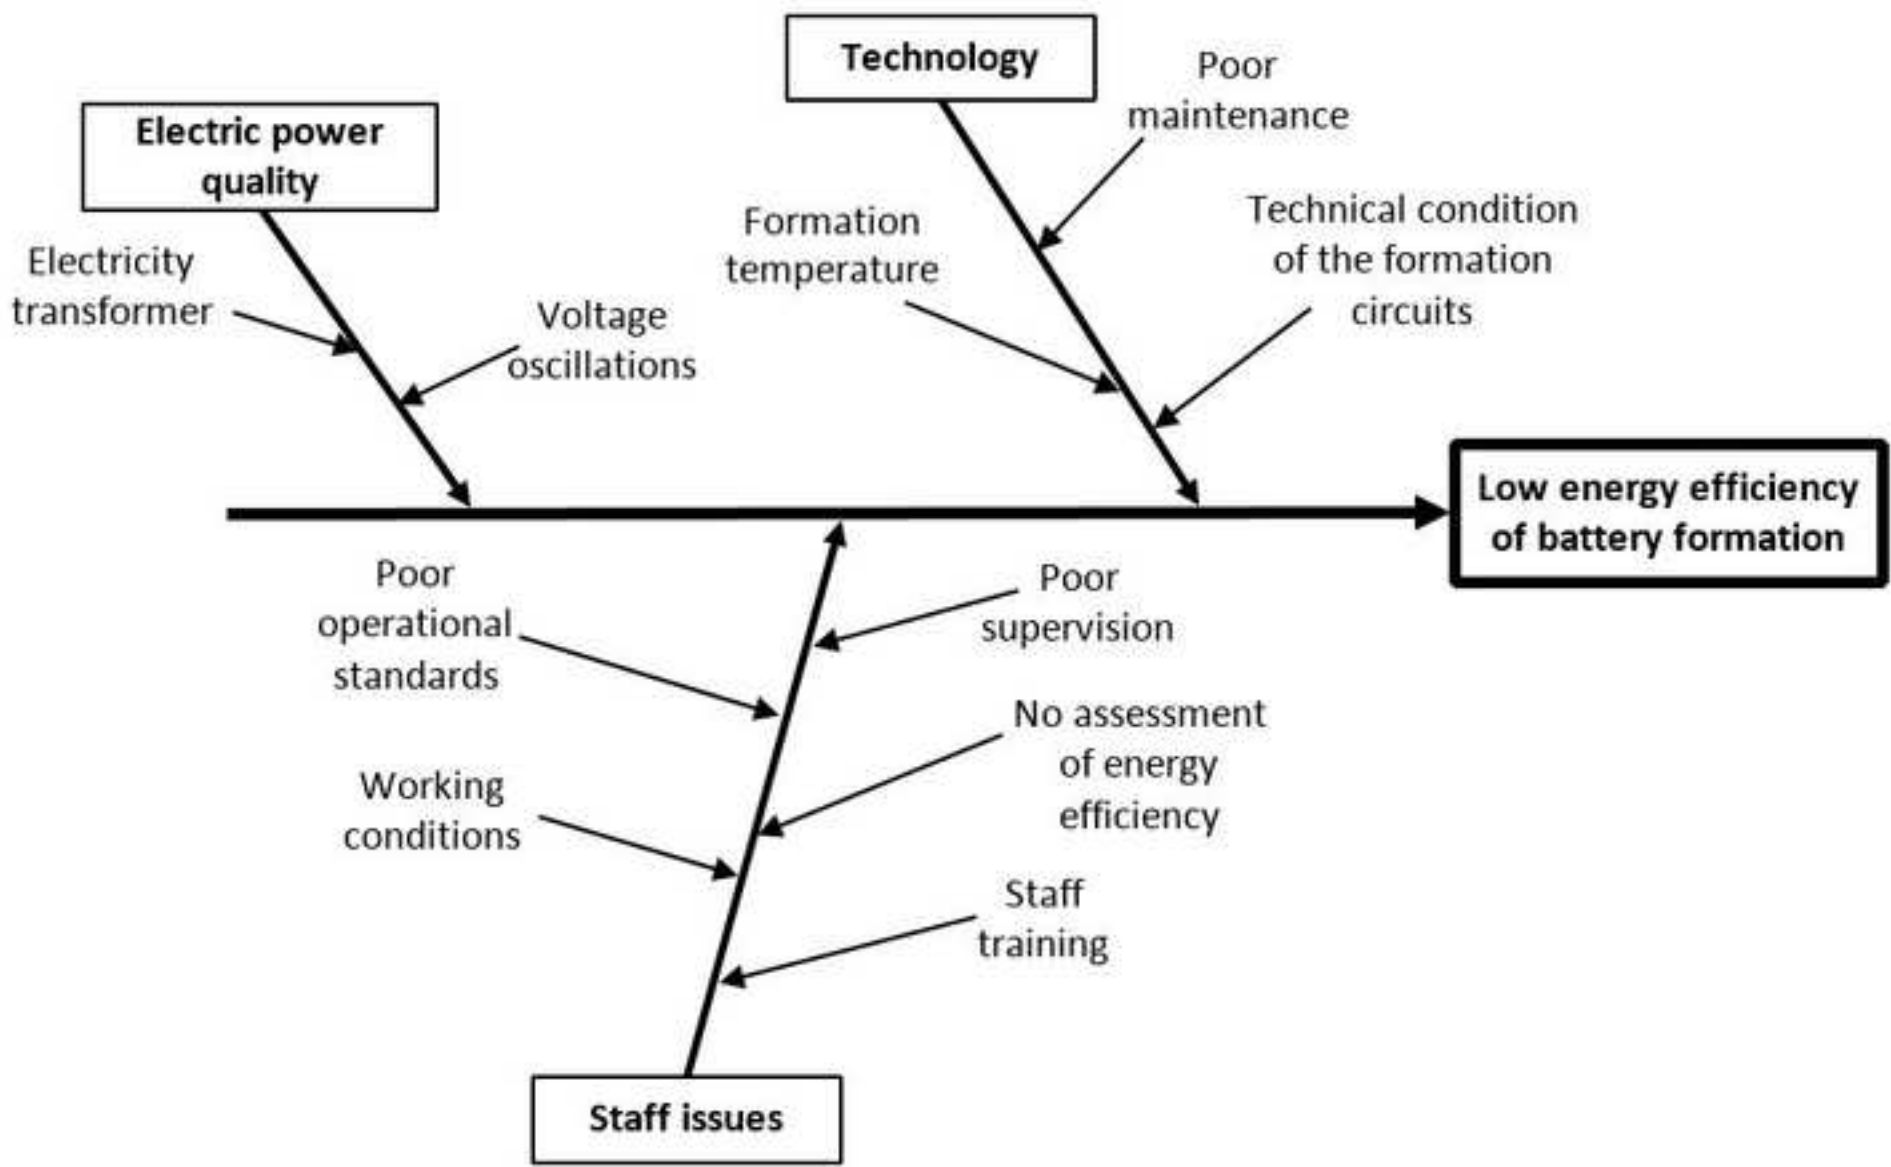 Technology
Poor
maintenance
Electric power
quality
Formation
temperature
Technical condition
of the formation
circuits
Electricity
transformer
Voltage
oscillations
Low energy efficiency
of battery formation
Poor
operational
standards
Poor
supervision
No assessment
of energy
efficiency
Working
conditions
Staff
training
Staff issues